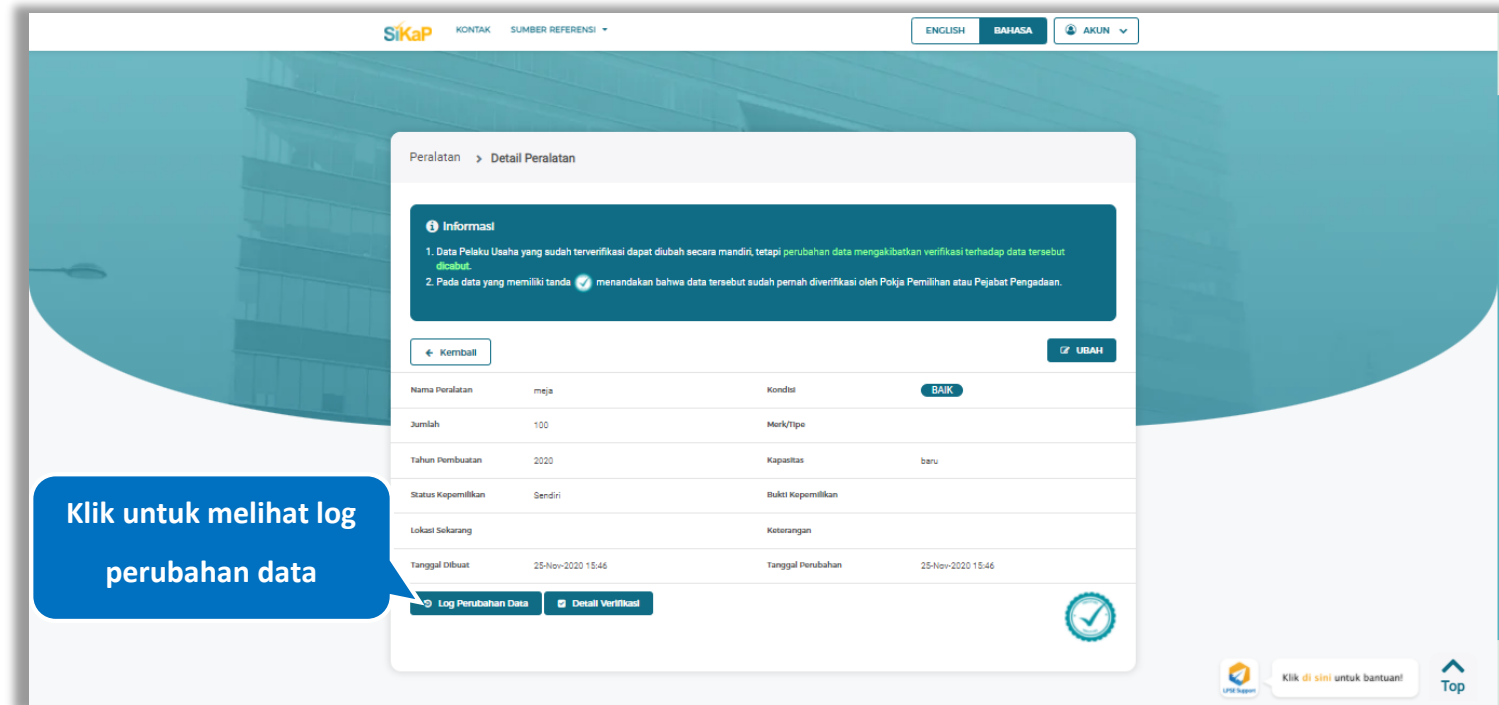 SiKaP KONTAK SUMBER REFERENSI ENGLISH BAHASA AKUN
Peralatan > Detail Peralatan
Informasi
1. Data Pelaku Usaha yang sudah terverifikasi dapat diubah secara mandiri, tetapi perubahan data mengakibatkan verifikasi terhadap data tersebut
dicabut.
2. Pada data yang memiliki tanda menandakan bahwa data tersebut sudah pernah diverifikasi oleh Pokja Pemilihan atau Pejabat Pengadaan.
Kembali UBAH
Nama Peralatan meja Kondisi BAIK
Jumlah 100 Merk/Tipe
Tahun Pembuatan 2020 Kapasitas baru
Status Kepemilikan Sendiri Bukti Kepemilikan
Lokasi Sekarang Keterangan
Tanggal Dibuat 25-Nov-2020 15:46 Tanggal Perubahan 25-Nov-2020 15:46
Log Perubahan Data Detail Verifikasi
Klik untuk melihat log
perubahan data
LPSE Support Klik di sini untuk bantuan!
Top